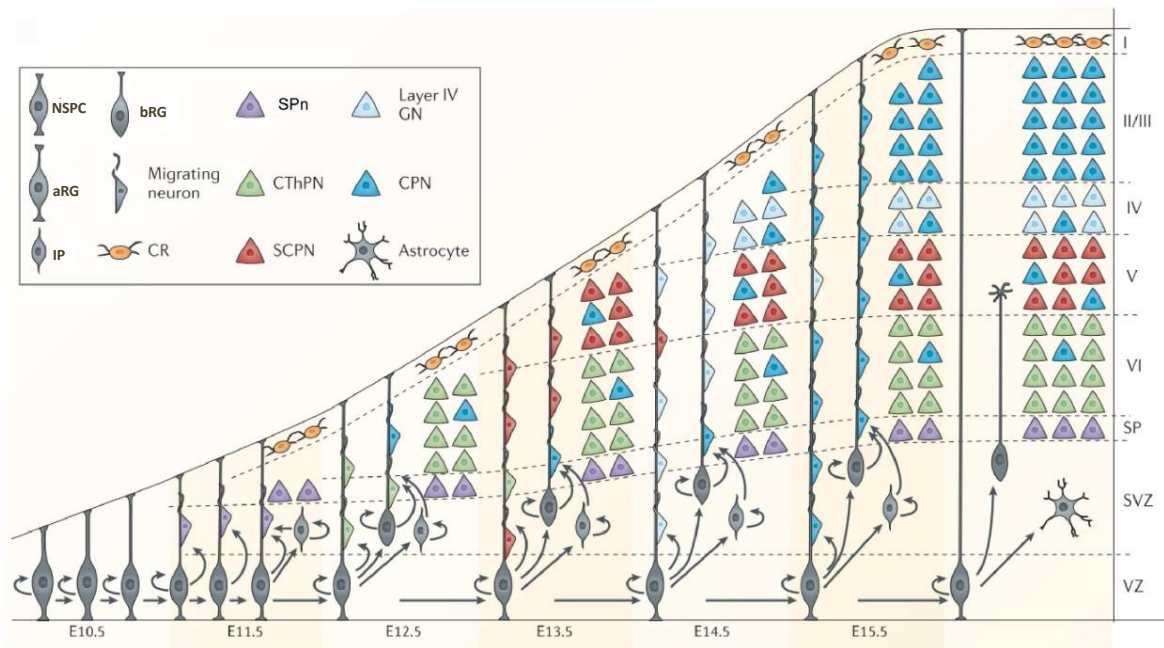 NSPC
bRG
SPn
Layer IV
GN
aRG
Migrating
neuron
CThPN
CPN
IP
CR
SCPN
Astrocyte
I
II/III
IV
V
VI
SP
SVZ
VZ
E10.5
E11.5
E12.5
E13.5
E14.5
E15.5